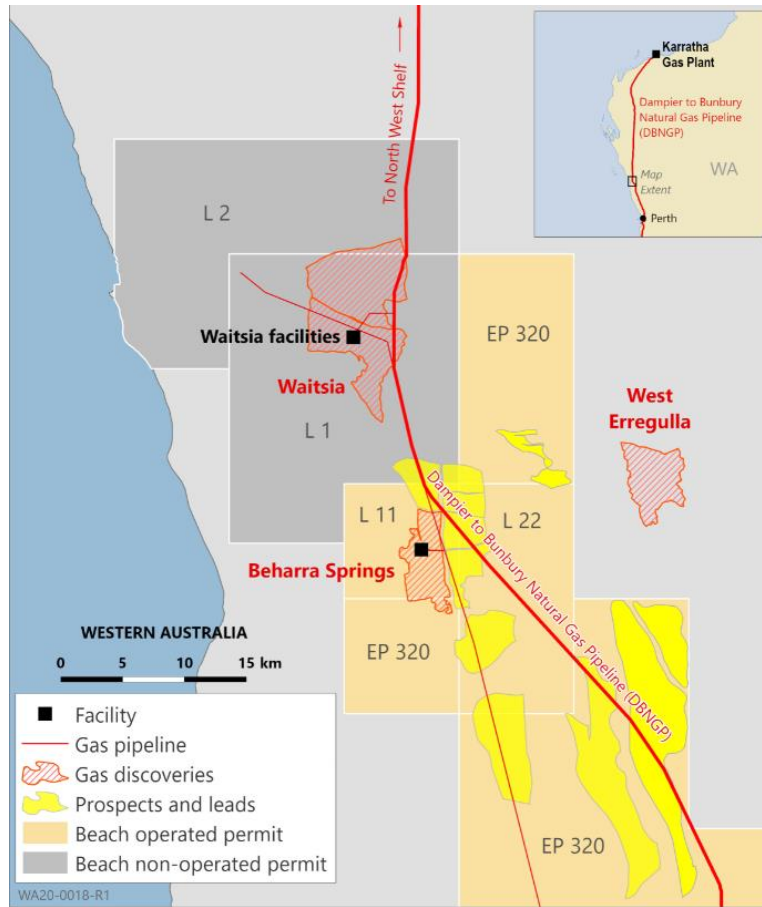 To North West Shelf
Karratha
Gas Plant
Dampier to Bunbury
Natural Gas Pipeline
(DBNGP)
WA
Map
Extent
Perth
L 2
EP 320
Waitsia facilities
Waitsia
West
Erregulla
L 1
L 11
L 22
Beharra Springs
Dampier to Bunbury Natural Gas Pipeline (DBNGP)
WESTERN AUSTRALIA
0 5 10 15 km
EP 320
Facility
Gas pipeline
Gas discoveries
Prospects and leads
Beach operated permit
Beach non-operated permit
EP 320
WA20-0018-R1